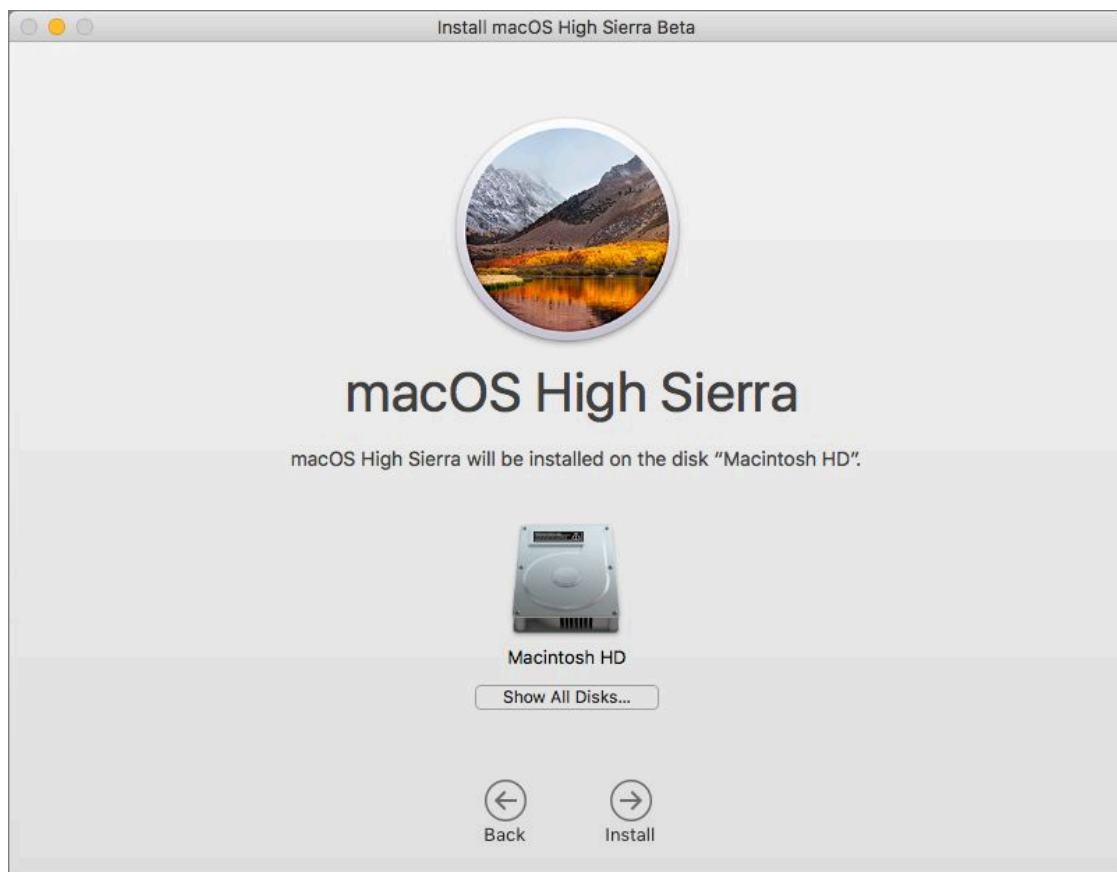 Install macOS High Sierra Beta
macOS High Sierra
macOS High Sierra will be installed on the disk “Macintosh HD”.
Macintosh HD
Show All Disks...
Back
Install